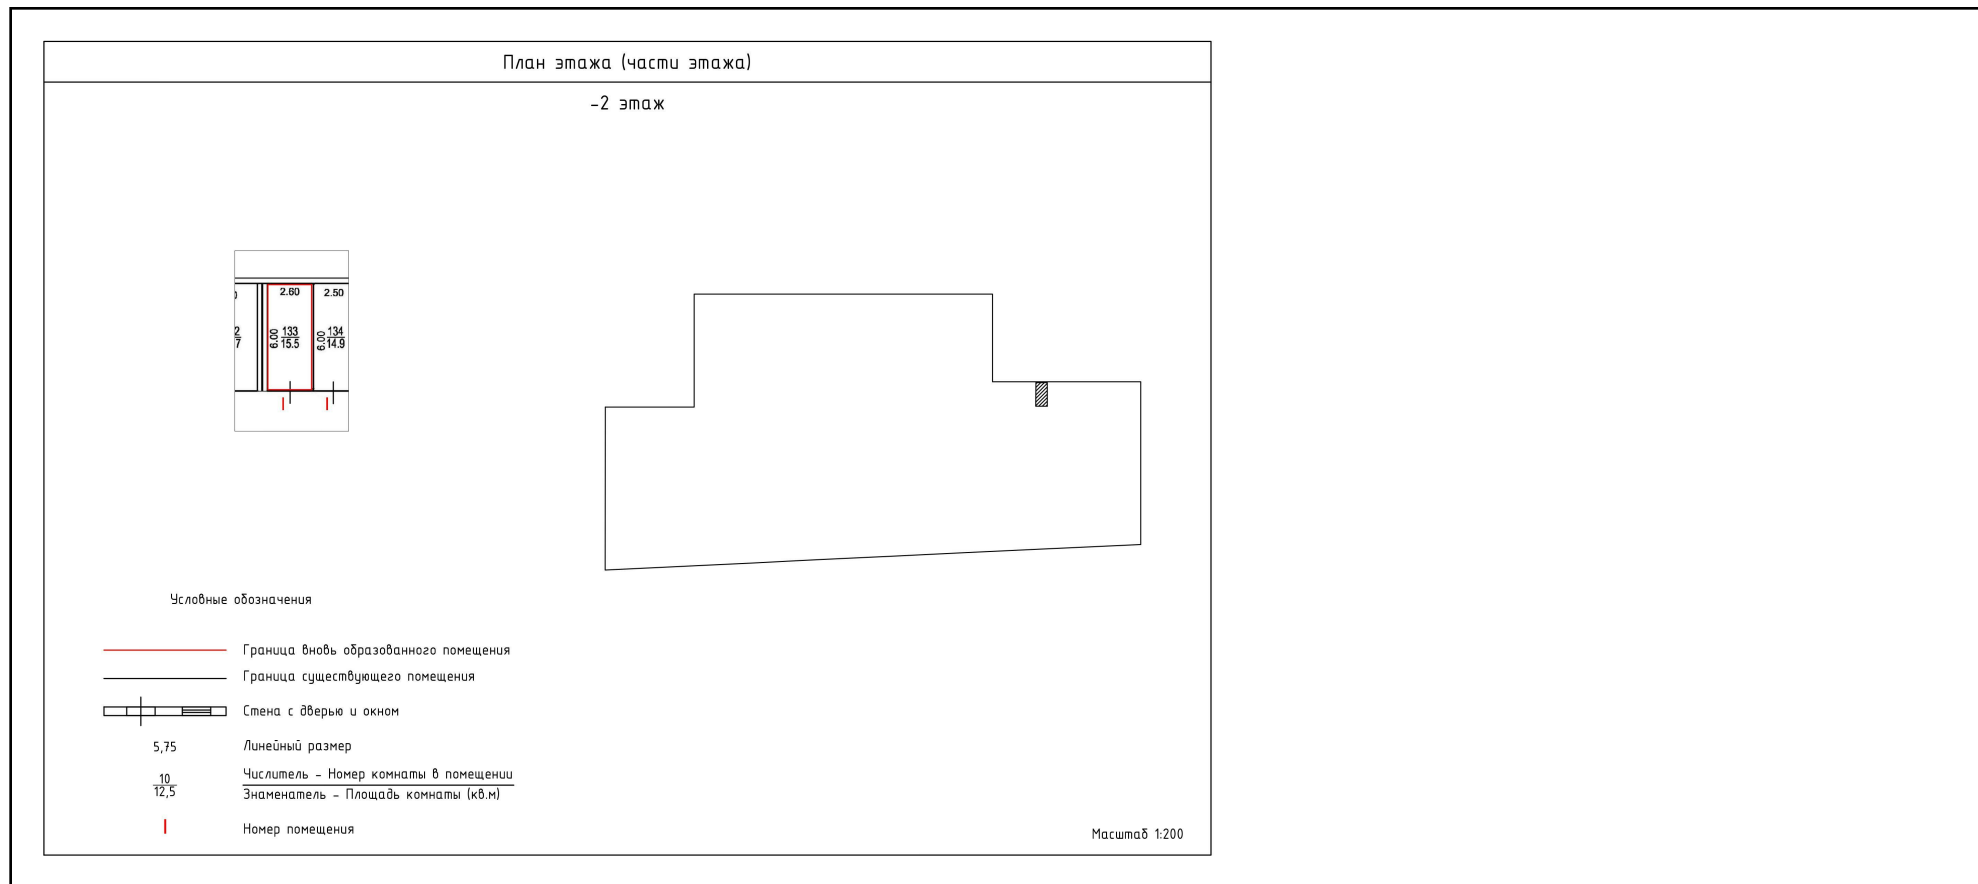 План этажа (части этажа)
-2 этаж
2.60 2.50
2 6.00 133 6.00 134
7 15.5 14.9
I I
Условные обозначения
Граница вновь образованного помещения
Граница существующего помещения
Стена с дверью и окном
5,75 Линейный размер
10 Числитель - Номер комнаты в помещении
12,5 Знаменатель - Площадь комнаты (кв.м)
I Номер помещения
Масштаб 1:200